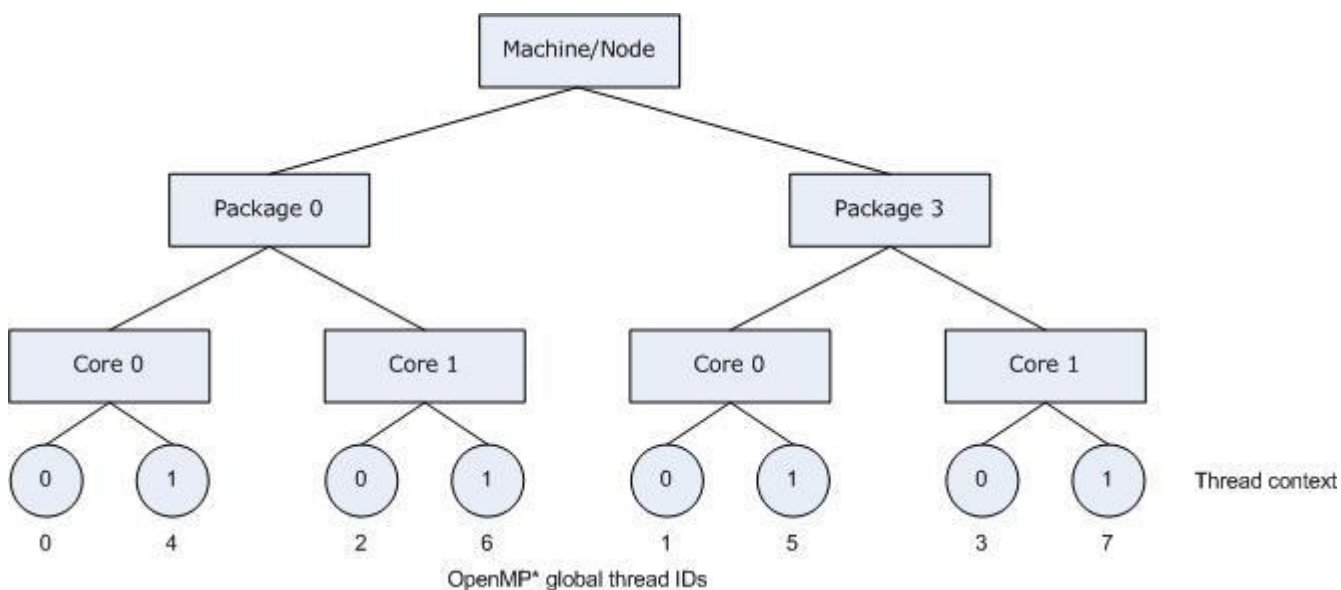 Machine/Node
Package 0
Package 3
Core 0
Core 1
Core 0
Core 1
0 1 0 1 0 1 0 1
Thread context
0 4 2 6 1 5 3 7
OpenMP* global thread IDs